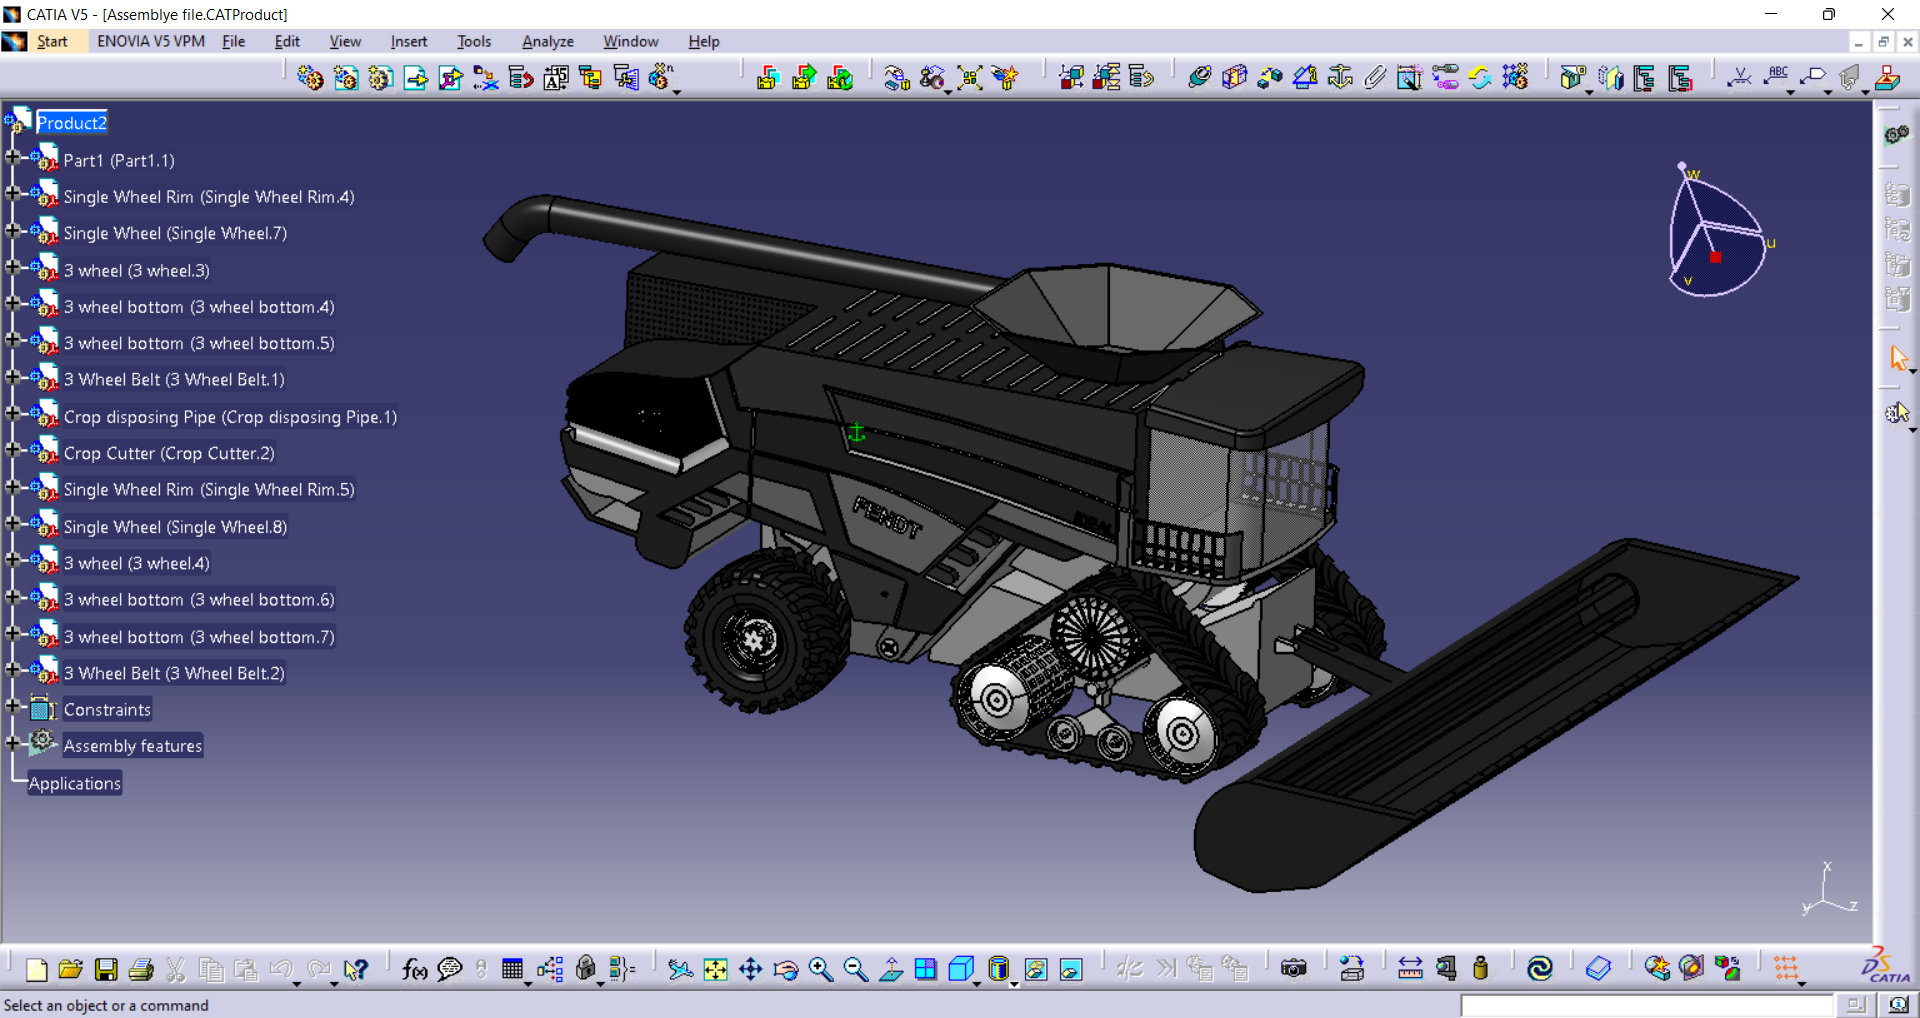 CATIA V5 - [Assemblye file.CATProduct]
Start ENOVIA V5 VPM File Edit View Insert Tools Analyze Window Help
ABC
Product2
Part1 (Part1.1)
Single Wheel Rim (Single Wheel Rim.4)
Single Wheel (Single Wheel.7)
3 wheel (3 wheel.3)
3 wheel bottom (3 wheel bottom.4)
3 wheel bottom (3 wheel bottom.5)
3 Wheel Belt (3 Wheel Belt.1)
Crop disposing Pipe (Crop disposing Pipe.1)
Crop Cutter (Crop Cutter.2)
Single Wheel Rim (Single Wheel Rim.5)
Single Wheel (Single Wheel.8)
3 wheel (3 wheel.4)
3 wheel bottom (3 wheel bottom.6)
3 wheel bottom (3 wheel bottom.7)
3 Wheel Belt (3 Wheel Belt.2)
Constraints
Assembly features
Applications
w
u
v
FENDT
IDEAL
x
y
z
f(x)
DS
CATIA
Select an object or a command